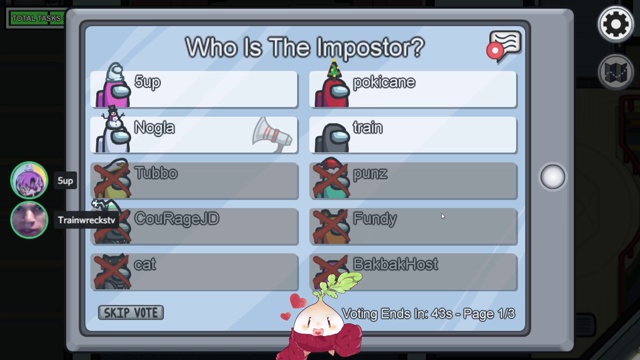 TOTAL TASKS
Who Is The Impostor?
5up
pokicane
Nogla
train
Tubbo
punz
5up
Trainwreckstv
CouRageJD
Fundy
cat
BakbakHost
SKIP VOTE
Voting Ends In: 43s - Page 1/3